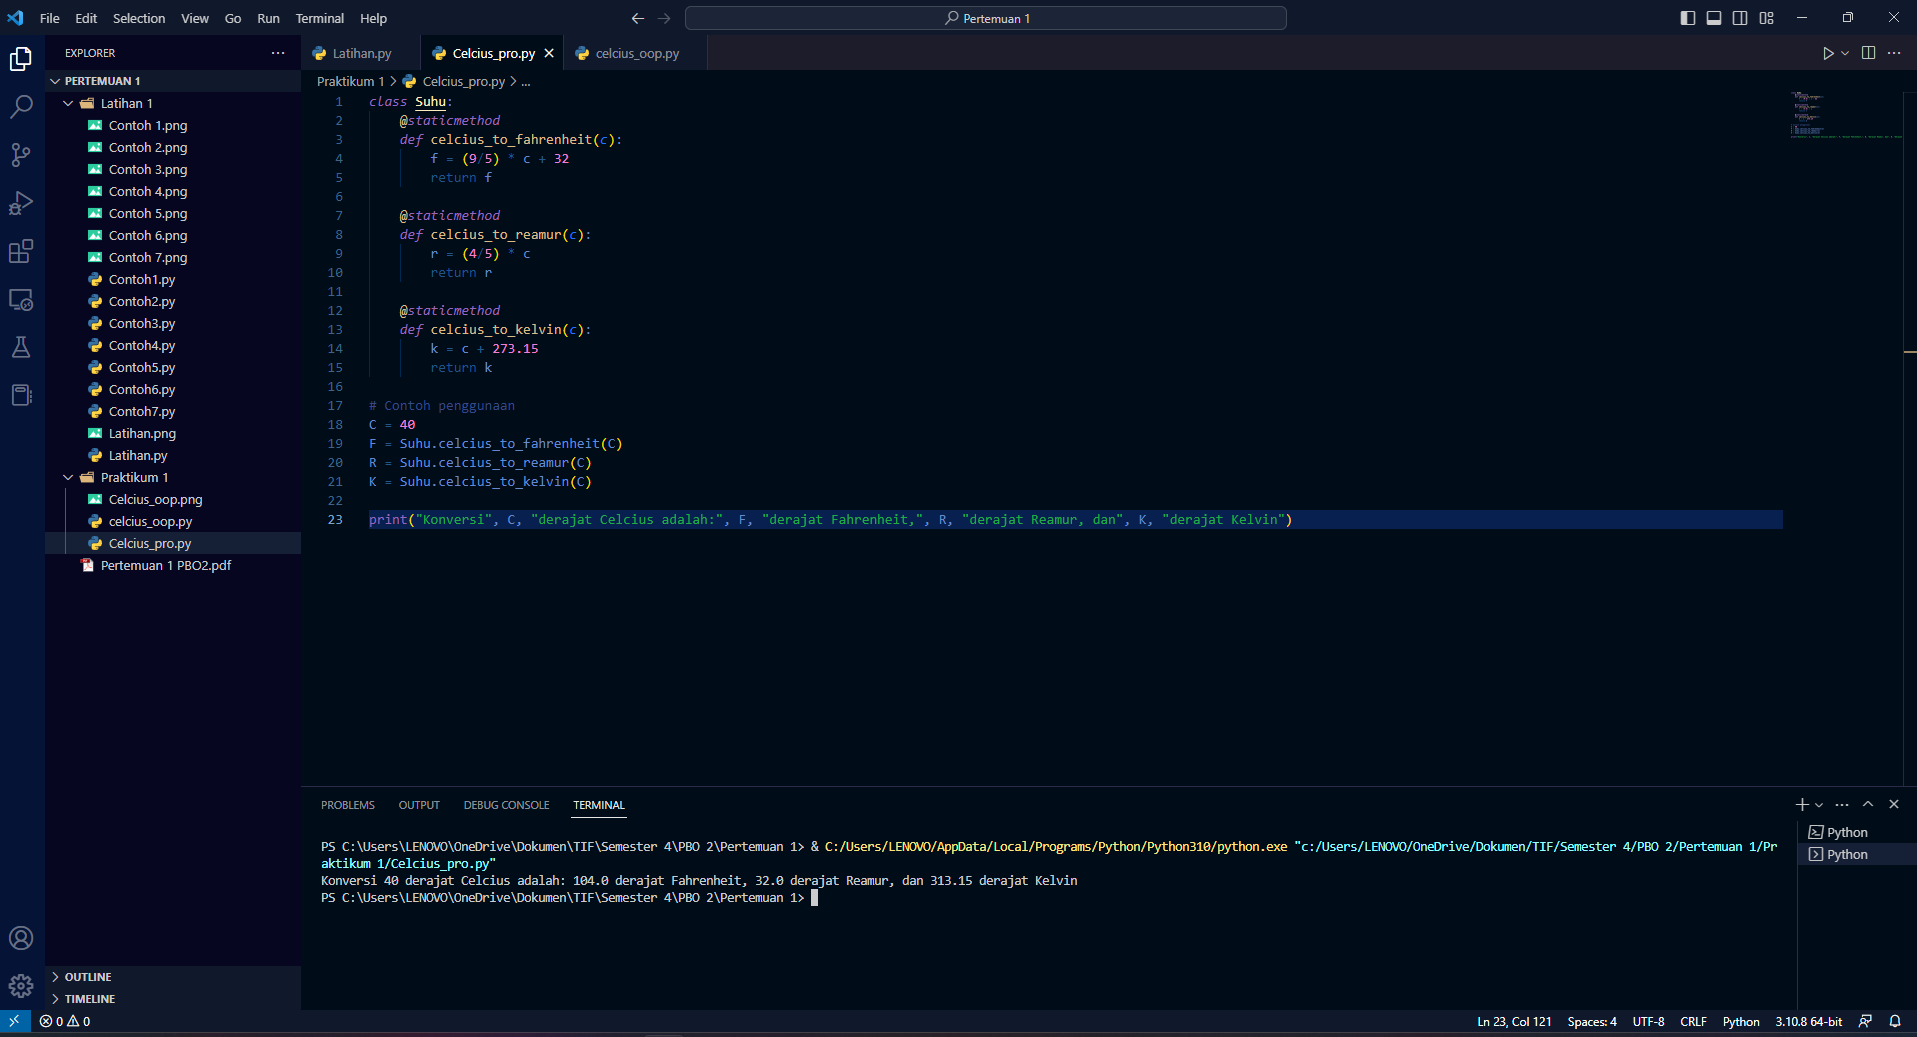 File Edit Selection View Go Run Terminal Help
Pertemuan 1
EXPLORER
PERTEMUAN 1
Latihan 1
Contoh 1.png
Contoh 2.png
Contoh 3.png
Contoh 4.png
Contoh 5.png
Contoh 6.png
Contoh 7.png
Contoh1.py
Contoh2.py
Contoh3.py
Contoh4.py
Contoh5.py
Contoh6.py
Contoh7.py
Latihan.png
Latihan.py
Praktikum 1
Celcius_oop.png
celcius_oop.py
Celcius_pro.py
Pertemuan 1 PBO2.pdf
OUTLINE
TIMELINE
Latihan.py Celcius_pro.py celcius_oop.py
Praktikum 1 > Celcius_pro.py > ...
1 class Suhu:
2     @staticmethod
3     def celcius_to_fahrenheit(c):
4         f = (9/5) * c + 32
5         return f
6
7     @staticmethod
8     def celcius_to_reamur(c):
9         r = (4/5) * c
10         return r
11
12     @staticmethod
13     def celcius_to_kelvin(c):
14         k = c + 273.15
15         return k
16
17 # Contoh penggunaan
18 C = 40
19 F = Suhu.celcius_to_fahrenheit(C)
20 R = Suhu.celcius_to_reamur(C)
21 K = Suhu.celcius_to_kelvin(C)
22
23 print("Konversi", C, "derajat Celcius adalah:", F, "derajat Fahrenheit,", R, "derajat Reamur, dan", K, "derajat Kelvin")
PROBLEMS OUTPUT DEBUG CONSOLE TERMINAL
PS C:\Users\LENOVO\OneDrive\Dokumen\TIF\Semester 4\PBO 2\Pertemuan 1> & C:/Users/LENOVO/AppData/Local/Programs/Python/Python310/python.exe "c:/Users/LENOVO/OneDrive/Dokumen/TIF/Semester 4/PBO 2/Pertemuan 1/Pr
aktikum 1/Celcius_pro.py"
Konversi 40 derajat Celcius adalah: 104.0 derajat Fahrenheit, 32.0 derajat Reamur, dan 313.15 derajat Kelvin
PS C:\Users\LENOVO\OneDrive\Dokumen\TIF\Semester 4\PBO 2\Pertemuan 1>
Python
Python
0 0
Ln 23, Col 121 Spaces: 4 UTF-8 CRLF Python 3.10.8 64-bit